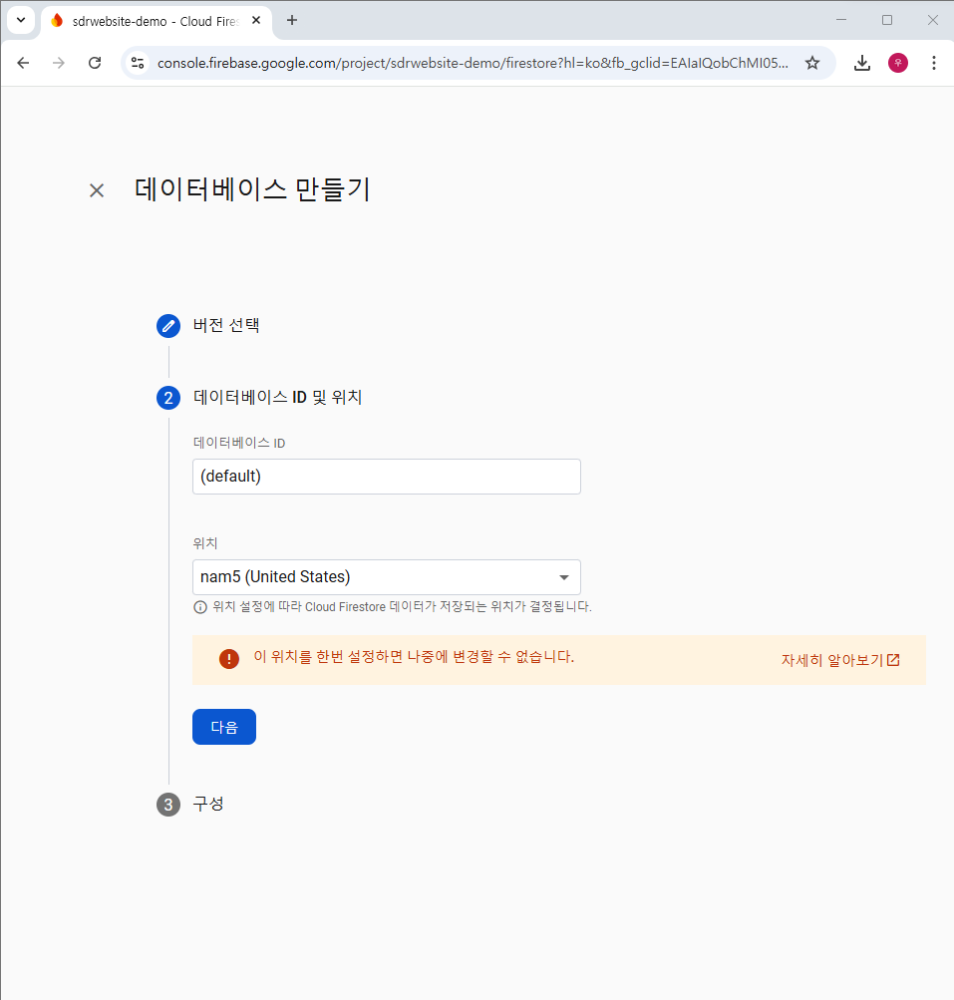 sdrwebsite-demo - Cloud Fires
console.firebase.google.com/project/sdrwebsite-demo/firestore?hl=ko&fb_gclid=EAIaIQobChMI05...
우
데이터베이스 만들기
버전 선택
2 데이터베이스 ID 및 위치
데이터베이스 ID
(default)
위치
nam5 (United States)
위치 설정에 따라 Cloud Firestore 데이터가 저장되는 위치가 결정됩니다.
이 위치를 한번 설정하면 나중에 변경할 수 없습니다. 자세히 알아보기
다음
3 구성